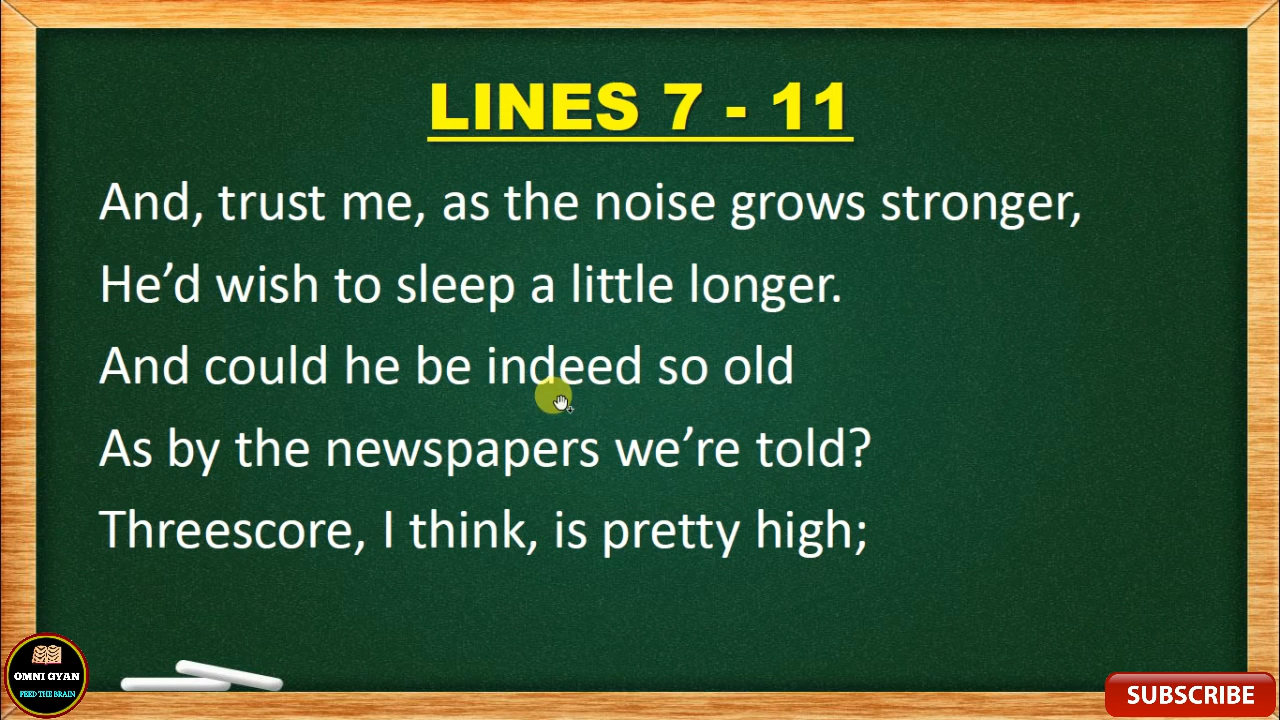 LINES 7 - 11
And, trust me, as the noise grows stronger,
He’d wish to sleep a little longer.
And could he be indeed so old
As by the newspapers we’re told?
Threescore, I think, is pretty high;
OMNI GYAN
FEED THE BRAIN
SUBSCRIBE